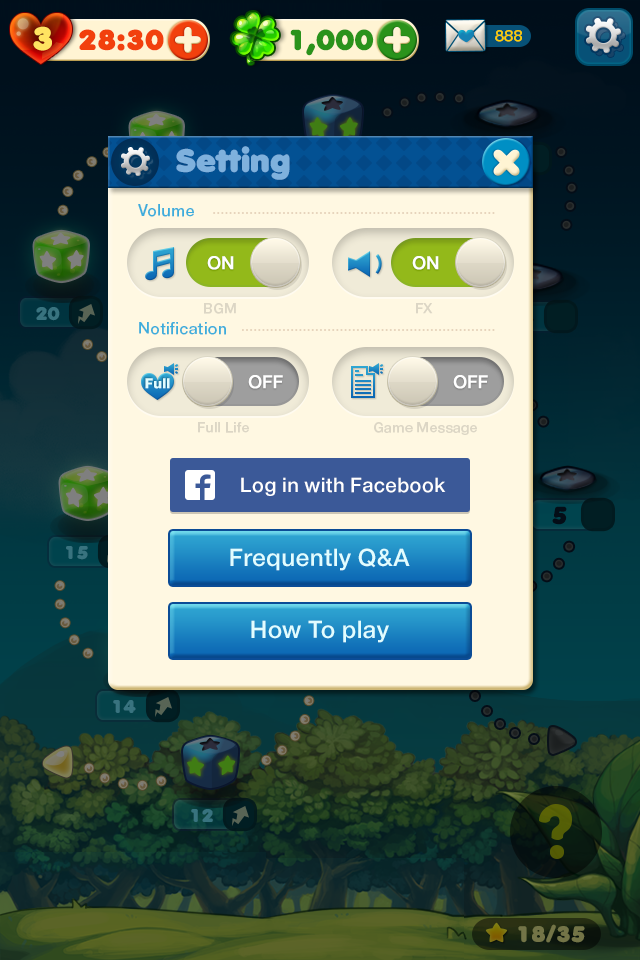 3 28:30 1,000 888
Setting
Volume
ON ON
BGM FX
Notification
Full OFF OFF
Full Life Game Message
f Log in with Facebook
Frequently Q&A
How To play
20
5
15
14
12
?
18/35